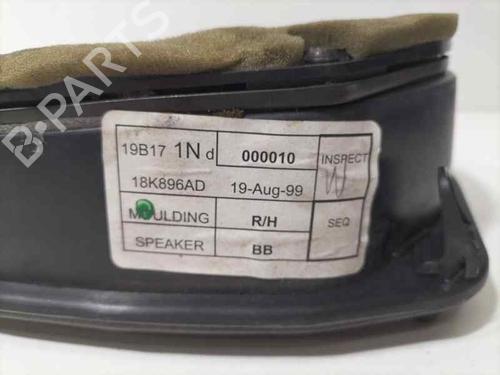 B-PARTS
19B17 1N d 000010 INSPECT
18K896AD 19-Aug-99
MOULDING R/H SEQ
SPEAKER BB